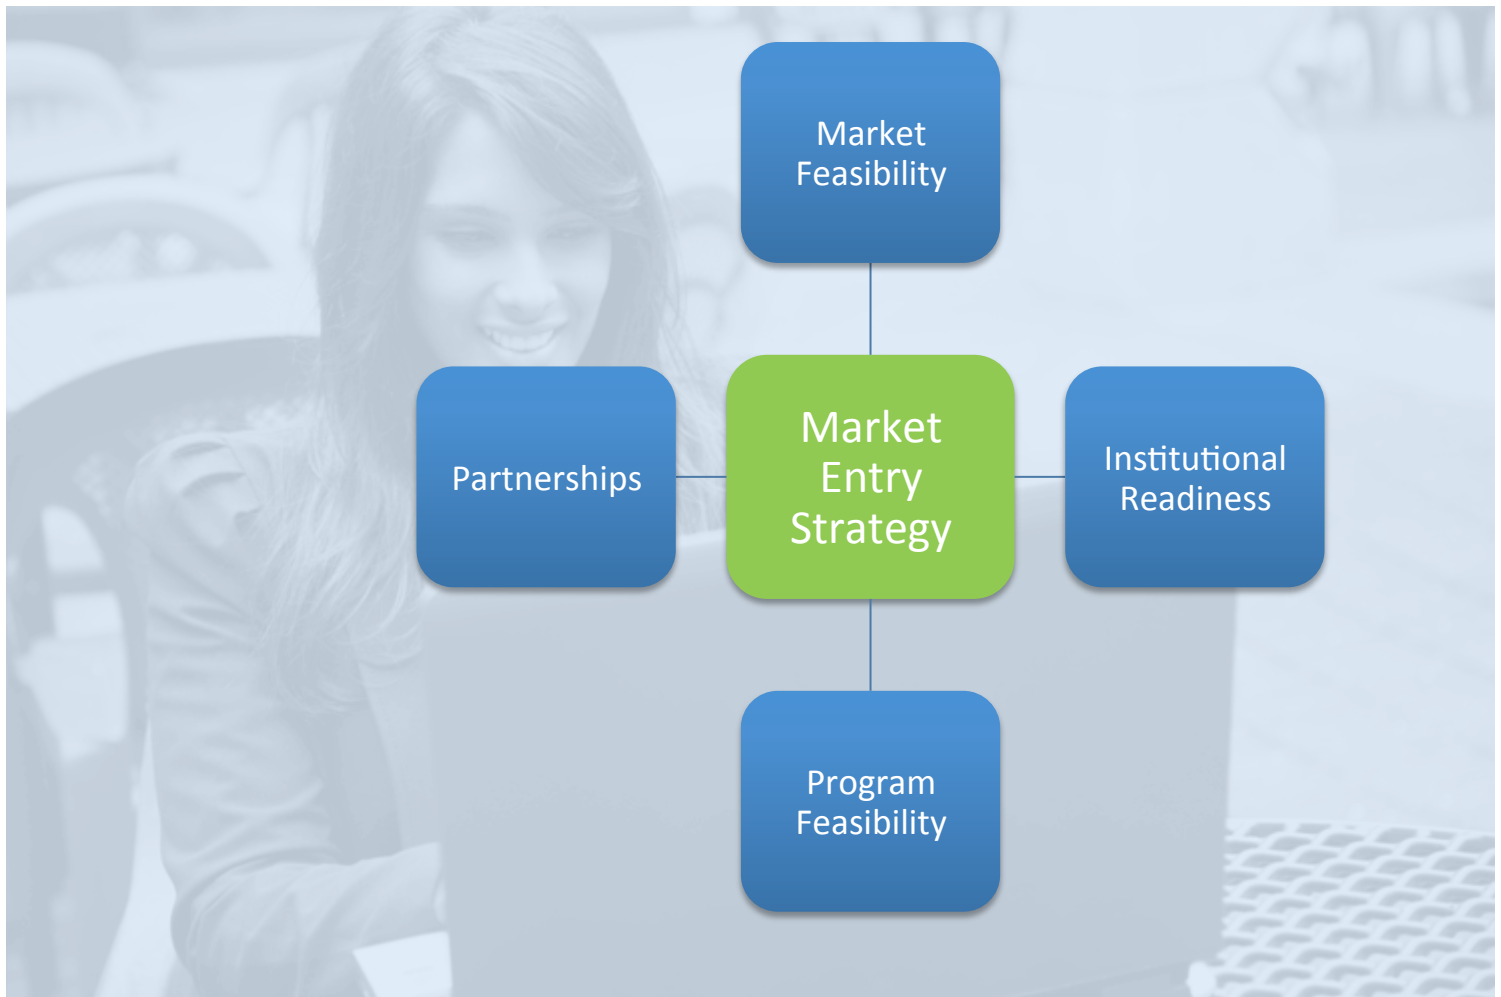 Market
Feasibility
Partnerships
Market
Entry
Strategy
Institutional
Readiness
Program
Feasibility